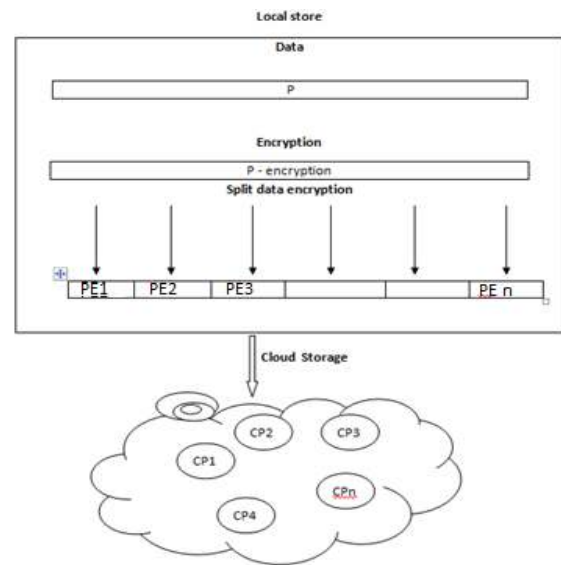 Local store
Data
P
Encryption
P - encryption
Split data encryption
PE1 PE2 PE3 PE n
Cloud Storage
CP2 CP3
CP1
CPn
CP4